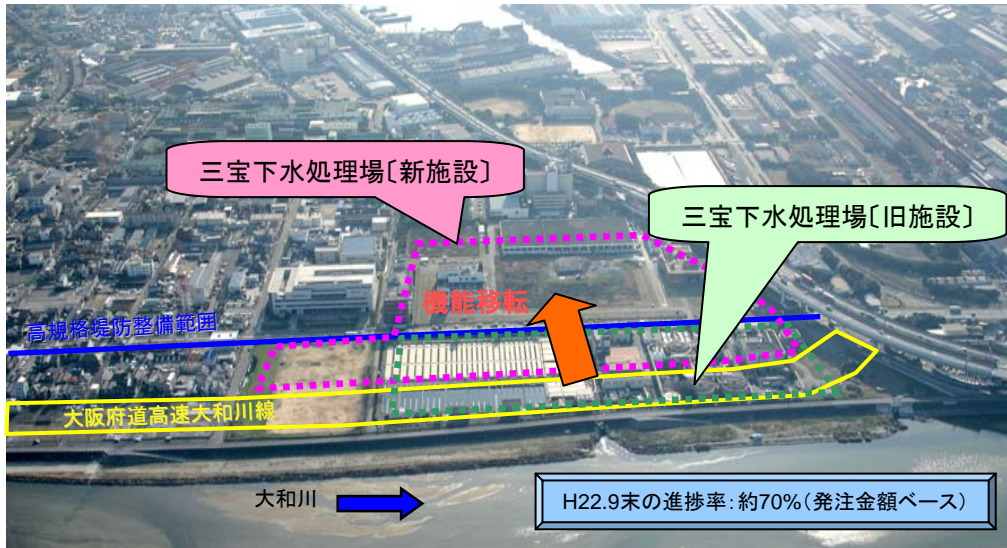 三宝下水処理場〔新施設〕
三宝下水処理場〔旧施設〕
機能移転
高規格堤防整備範囲
大阪府道高速大和川線
大和川
H22.9末の進捗率：約70%（発注金額ベース）